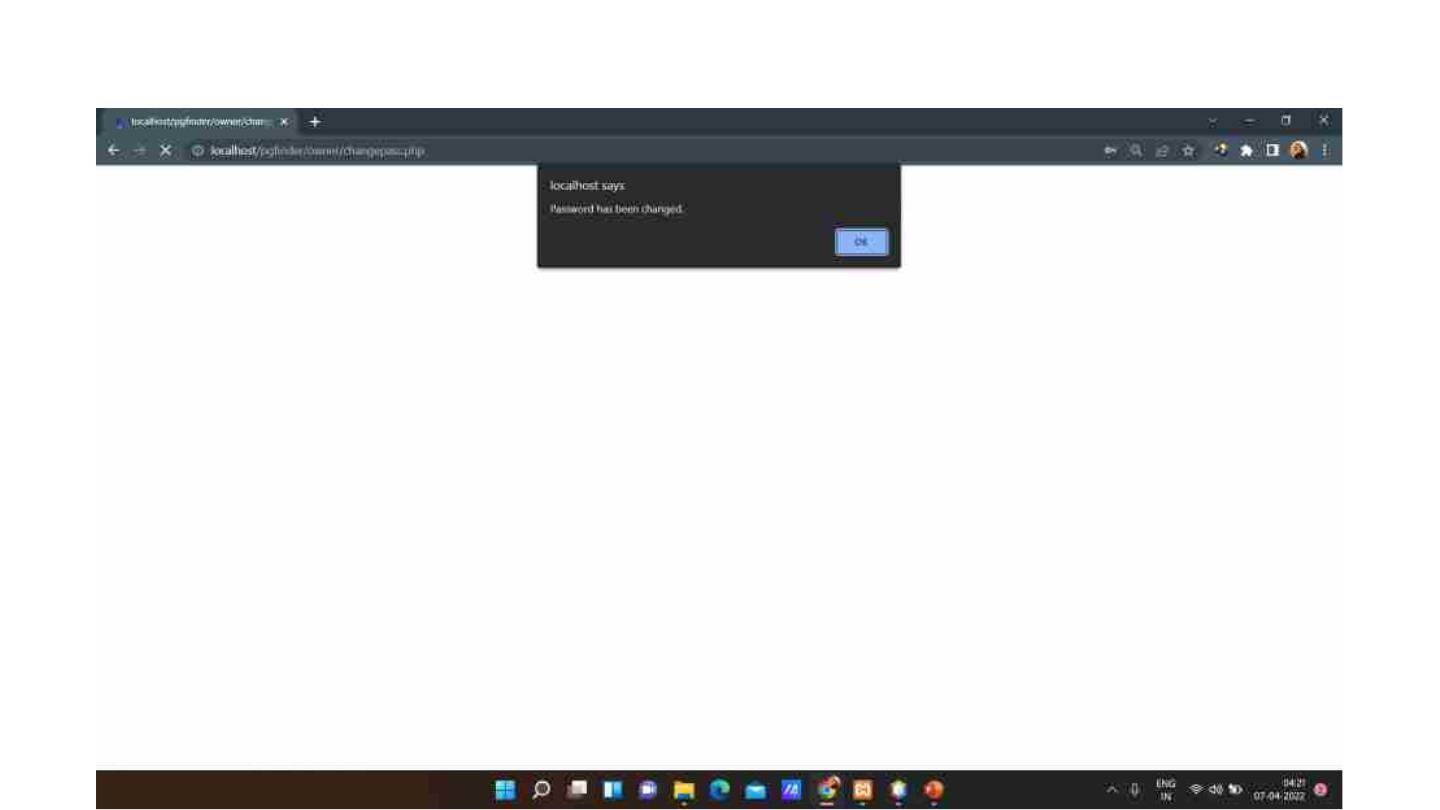 localhost/pgfinder/owner/chang
localhost/pgfinder/owner/changepass.php
localhost says
Password has been changed.
OK
ENG
IN
04:21
07-04-2022